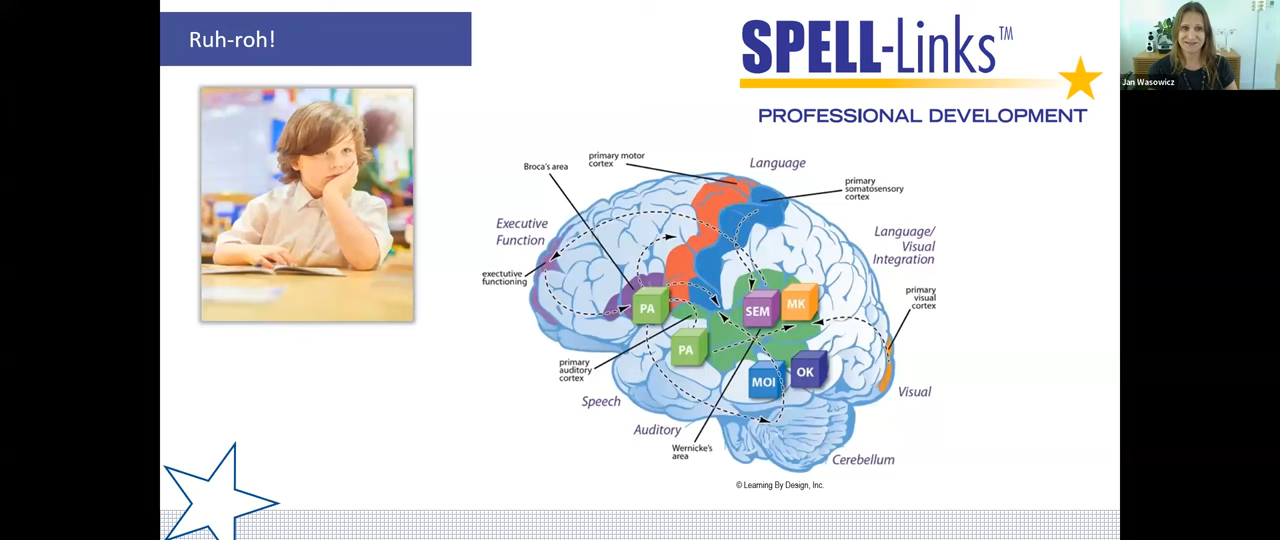 Ruh-roh!
SPELL-Links™
PROFESSIONAL DEVELOPMENT
Jan Wasowicz
Broca's area
primary motor
cortex
Language
primary
somatosensory
cortex
Executive
Function
Language/
Visual
Integration
exectutive
functioning
primary
visual
cortex
PA
SEM
MK
PA
MOI
OK
primary
auditory
cortex
Speech
Visual
Auditory
Wernicke's
area
Cerebellum
© Learning By Design, Inc.